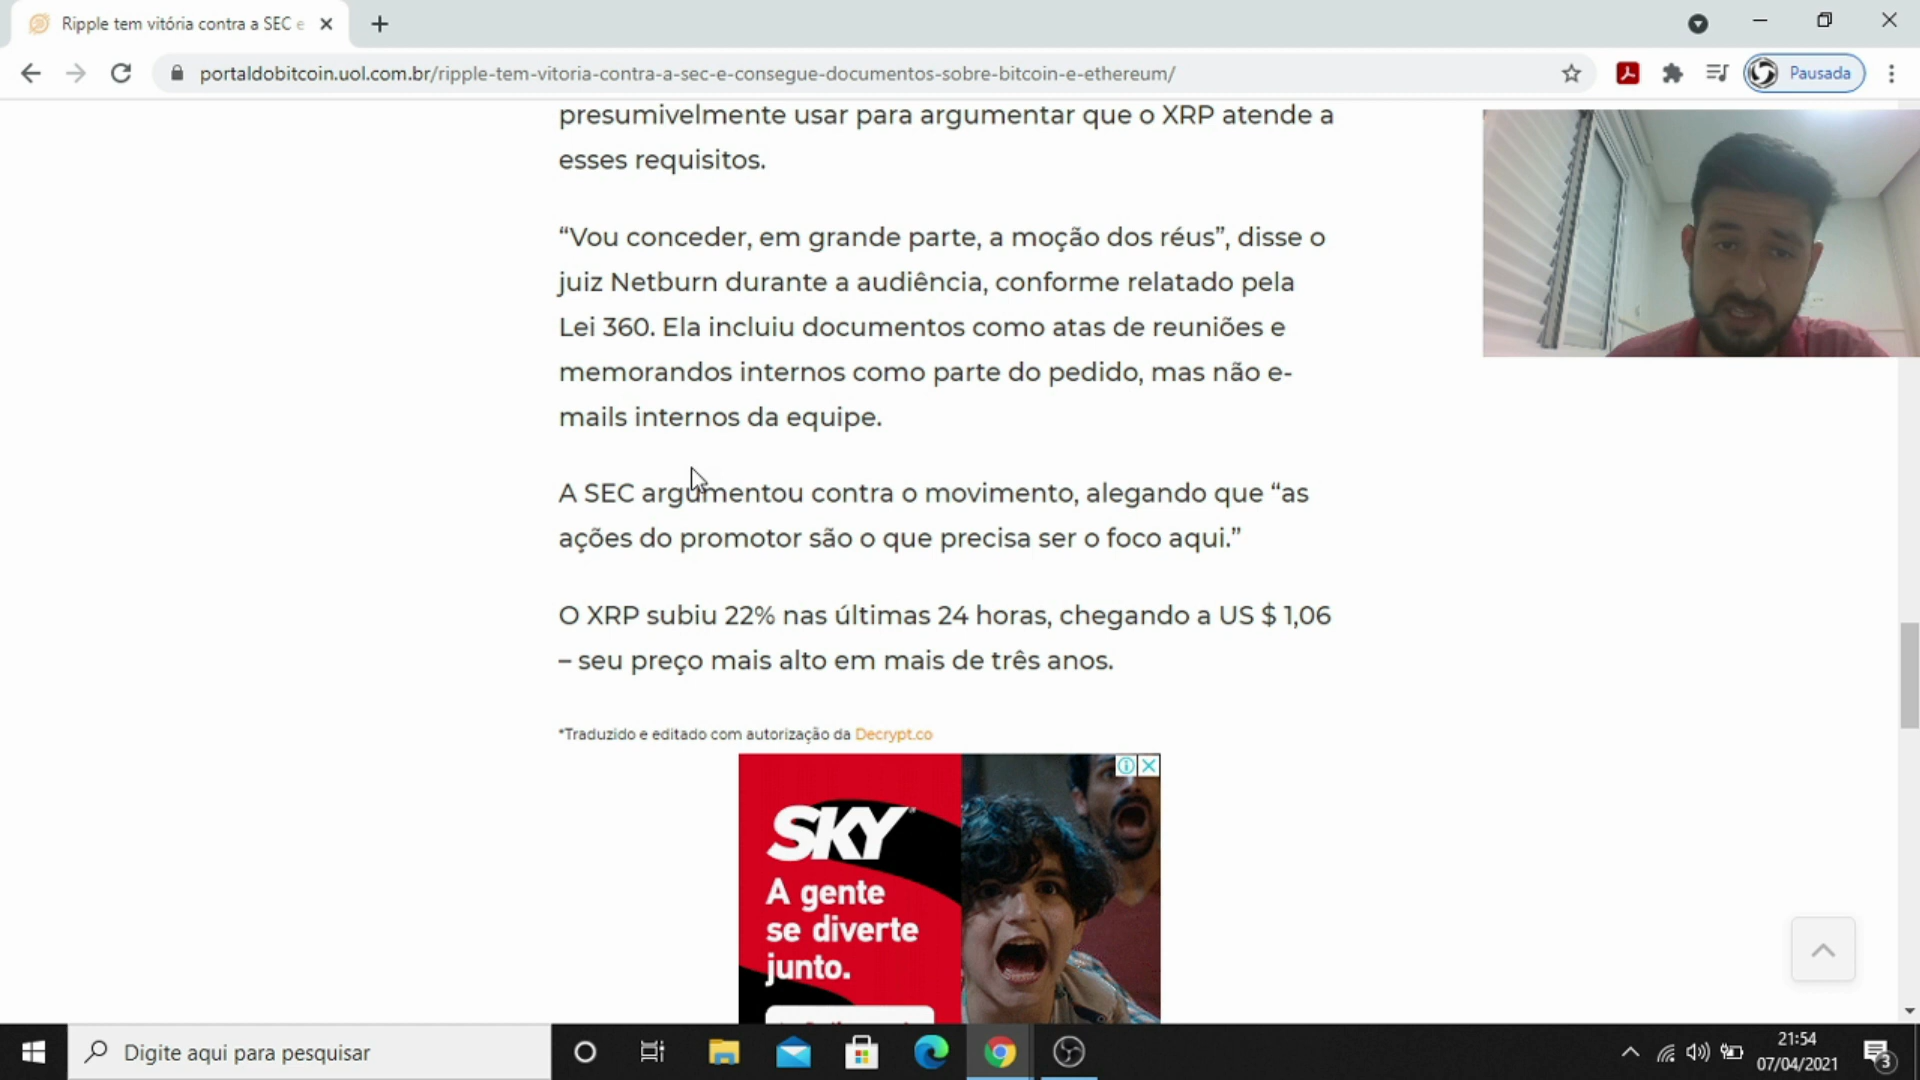 Ripple tem vitória contra a SEC e
portaldobitcoin.uol.com.br/ripple-tem-vitoria-contra-a-sec-e-consegue-documentos-sobre-bitcoin-e-ethereum/
Pausada
presumivelmente usar para argumentar que o XRP atende a
esses requisitos.
“Vou conceder, em grande parte, a moção dos réus”, disse o
juiz Netburn durante a audiência, conforme relatado pela
Lei 360. Ela incluiu documentos como atas de reuniões e
memorandos internos como parte do pedido, mas não e-
mails internos da equipe.
A SEC argumentou contra o movimento, alegando que “as
ações do promotor são o que precisa ser o foco aqui.”
O XRP subiu 22% nas últimas 24 horas, chegando a US $ 1,06
– seu preço mais alto em mais de três anos.
*Traduzido e editado com autorização da Decrypt.co
SKY
A gente
se diverte
junto.
Digite aqui para pesquisar
21:54
07/04/2021
3